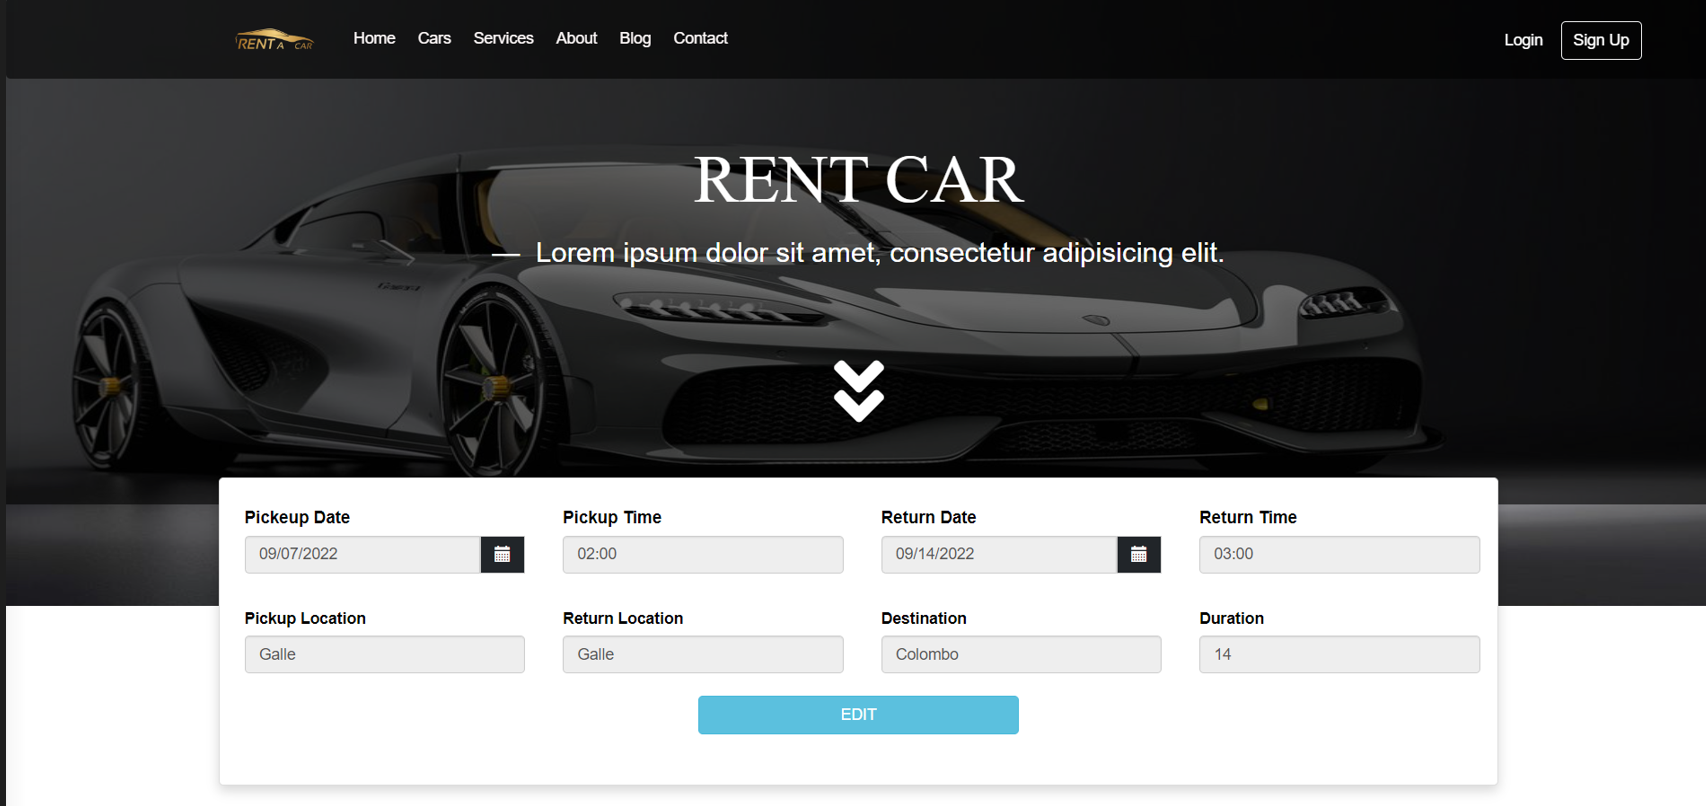 RENT A CAR
Home Cars Services About Blog Contact
Login Sign Up
RENT CAR
— Lorem ipsum dolor sit amet, consectetur adipisicing elit.
Pickeup Date Pickup Time Return Date Return Time
09/07/2022 02:00 09/14/2022 03:00
Pickup Location Return Location Destination Duration
Galle Galle Colombo 14
EDIT